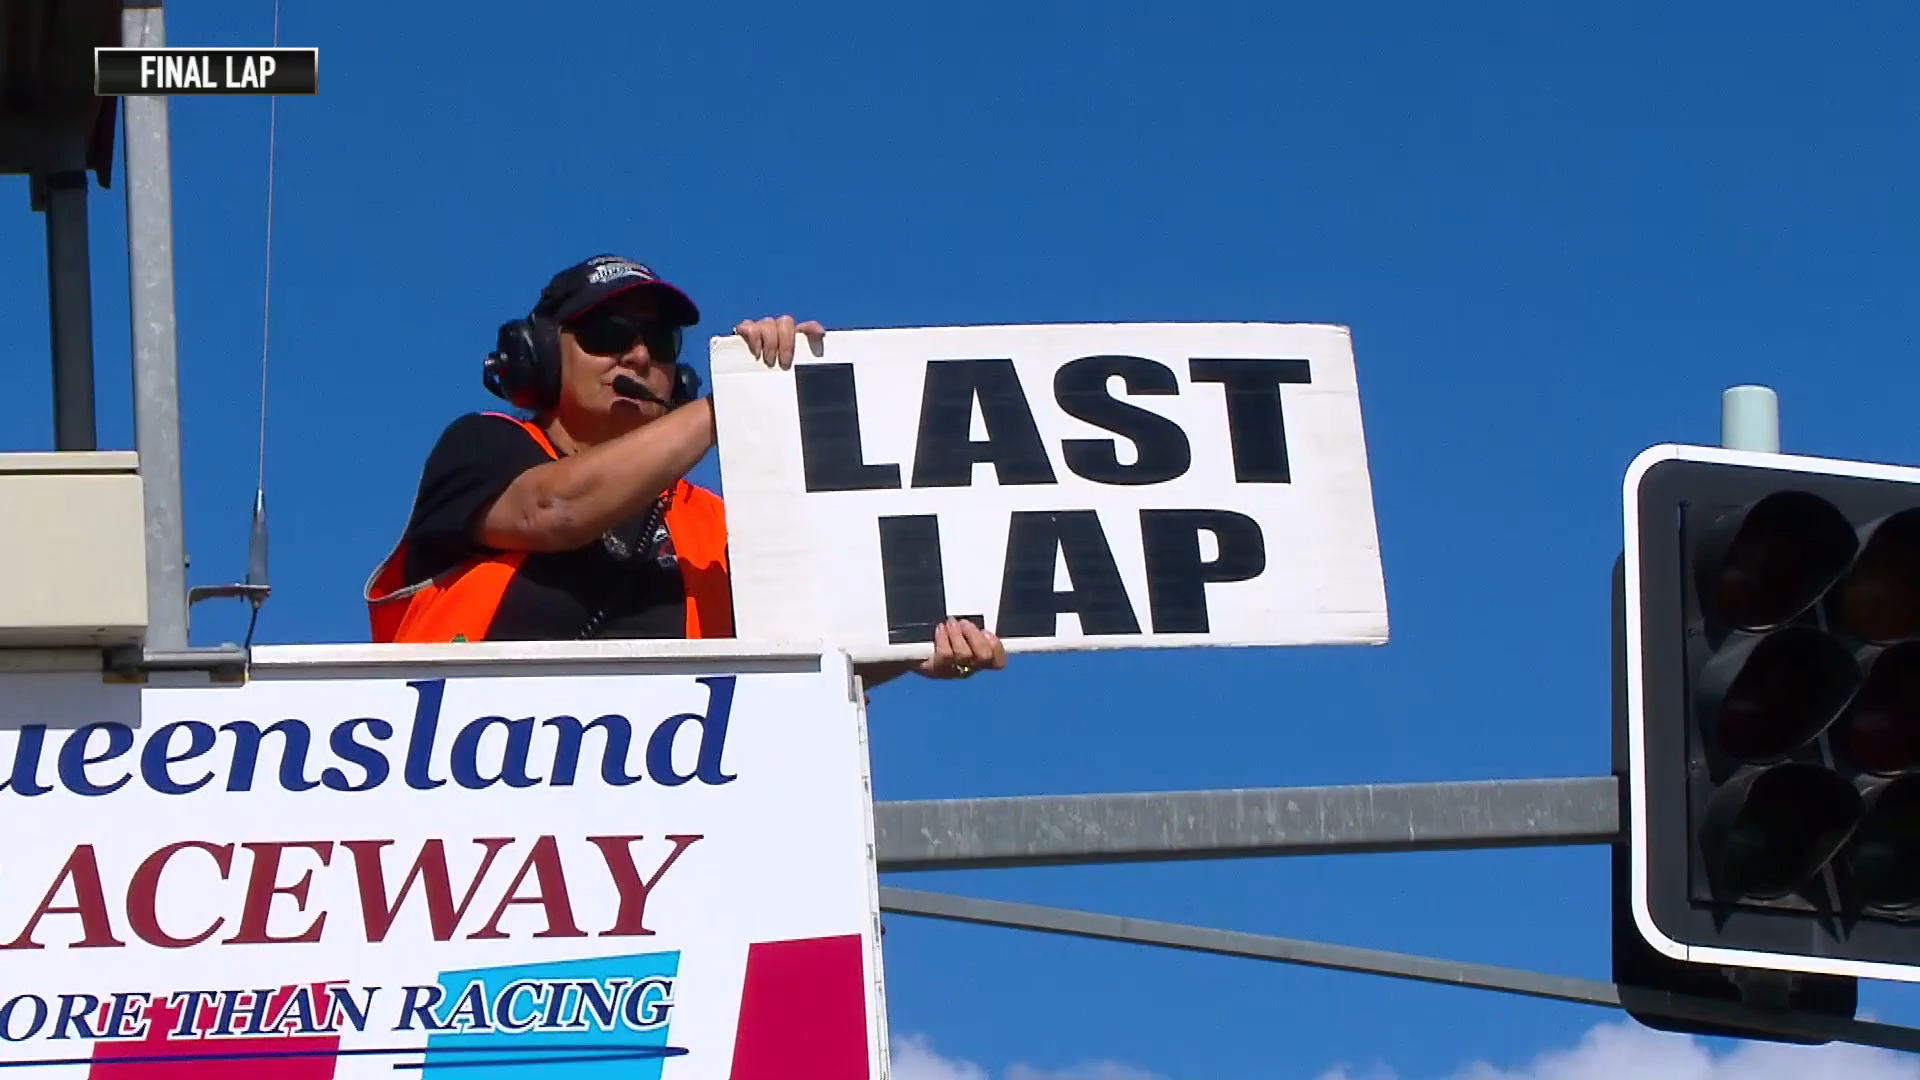 FINAL LAP
LAST
LAP
ueensland
ACEWAY
ORE THAN RACING